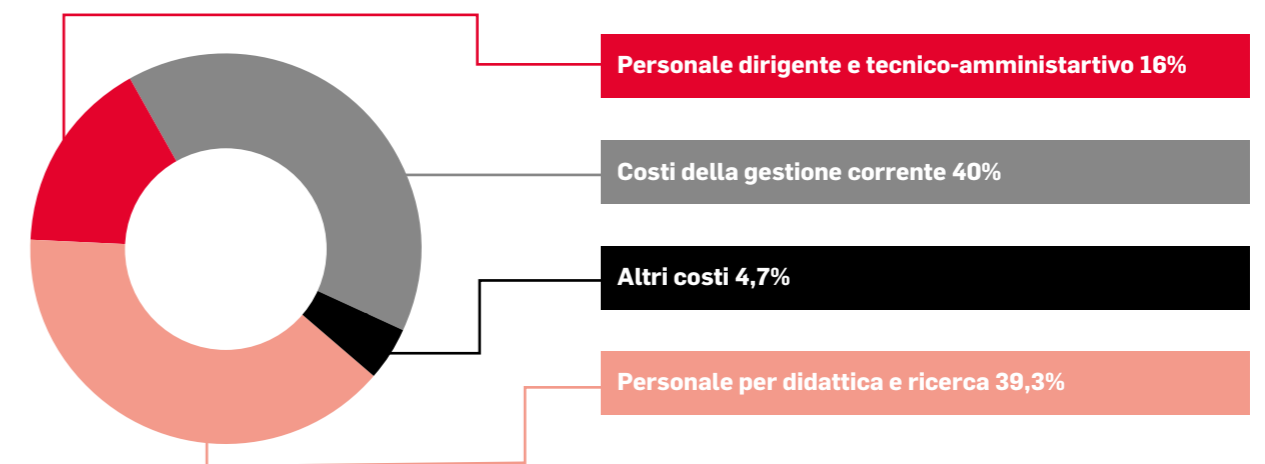 Personale dirigente e tecnico-amministartivo 16%
Costi della gestione corrente 40%
Altri costi 4,7%
Personale per didattica e ricerca 39,3%